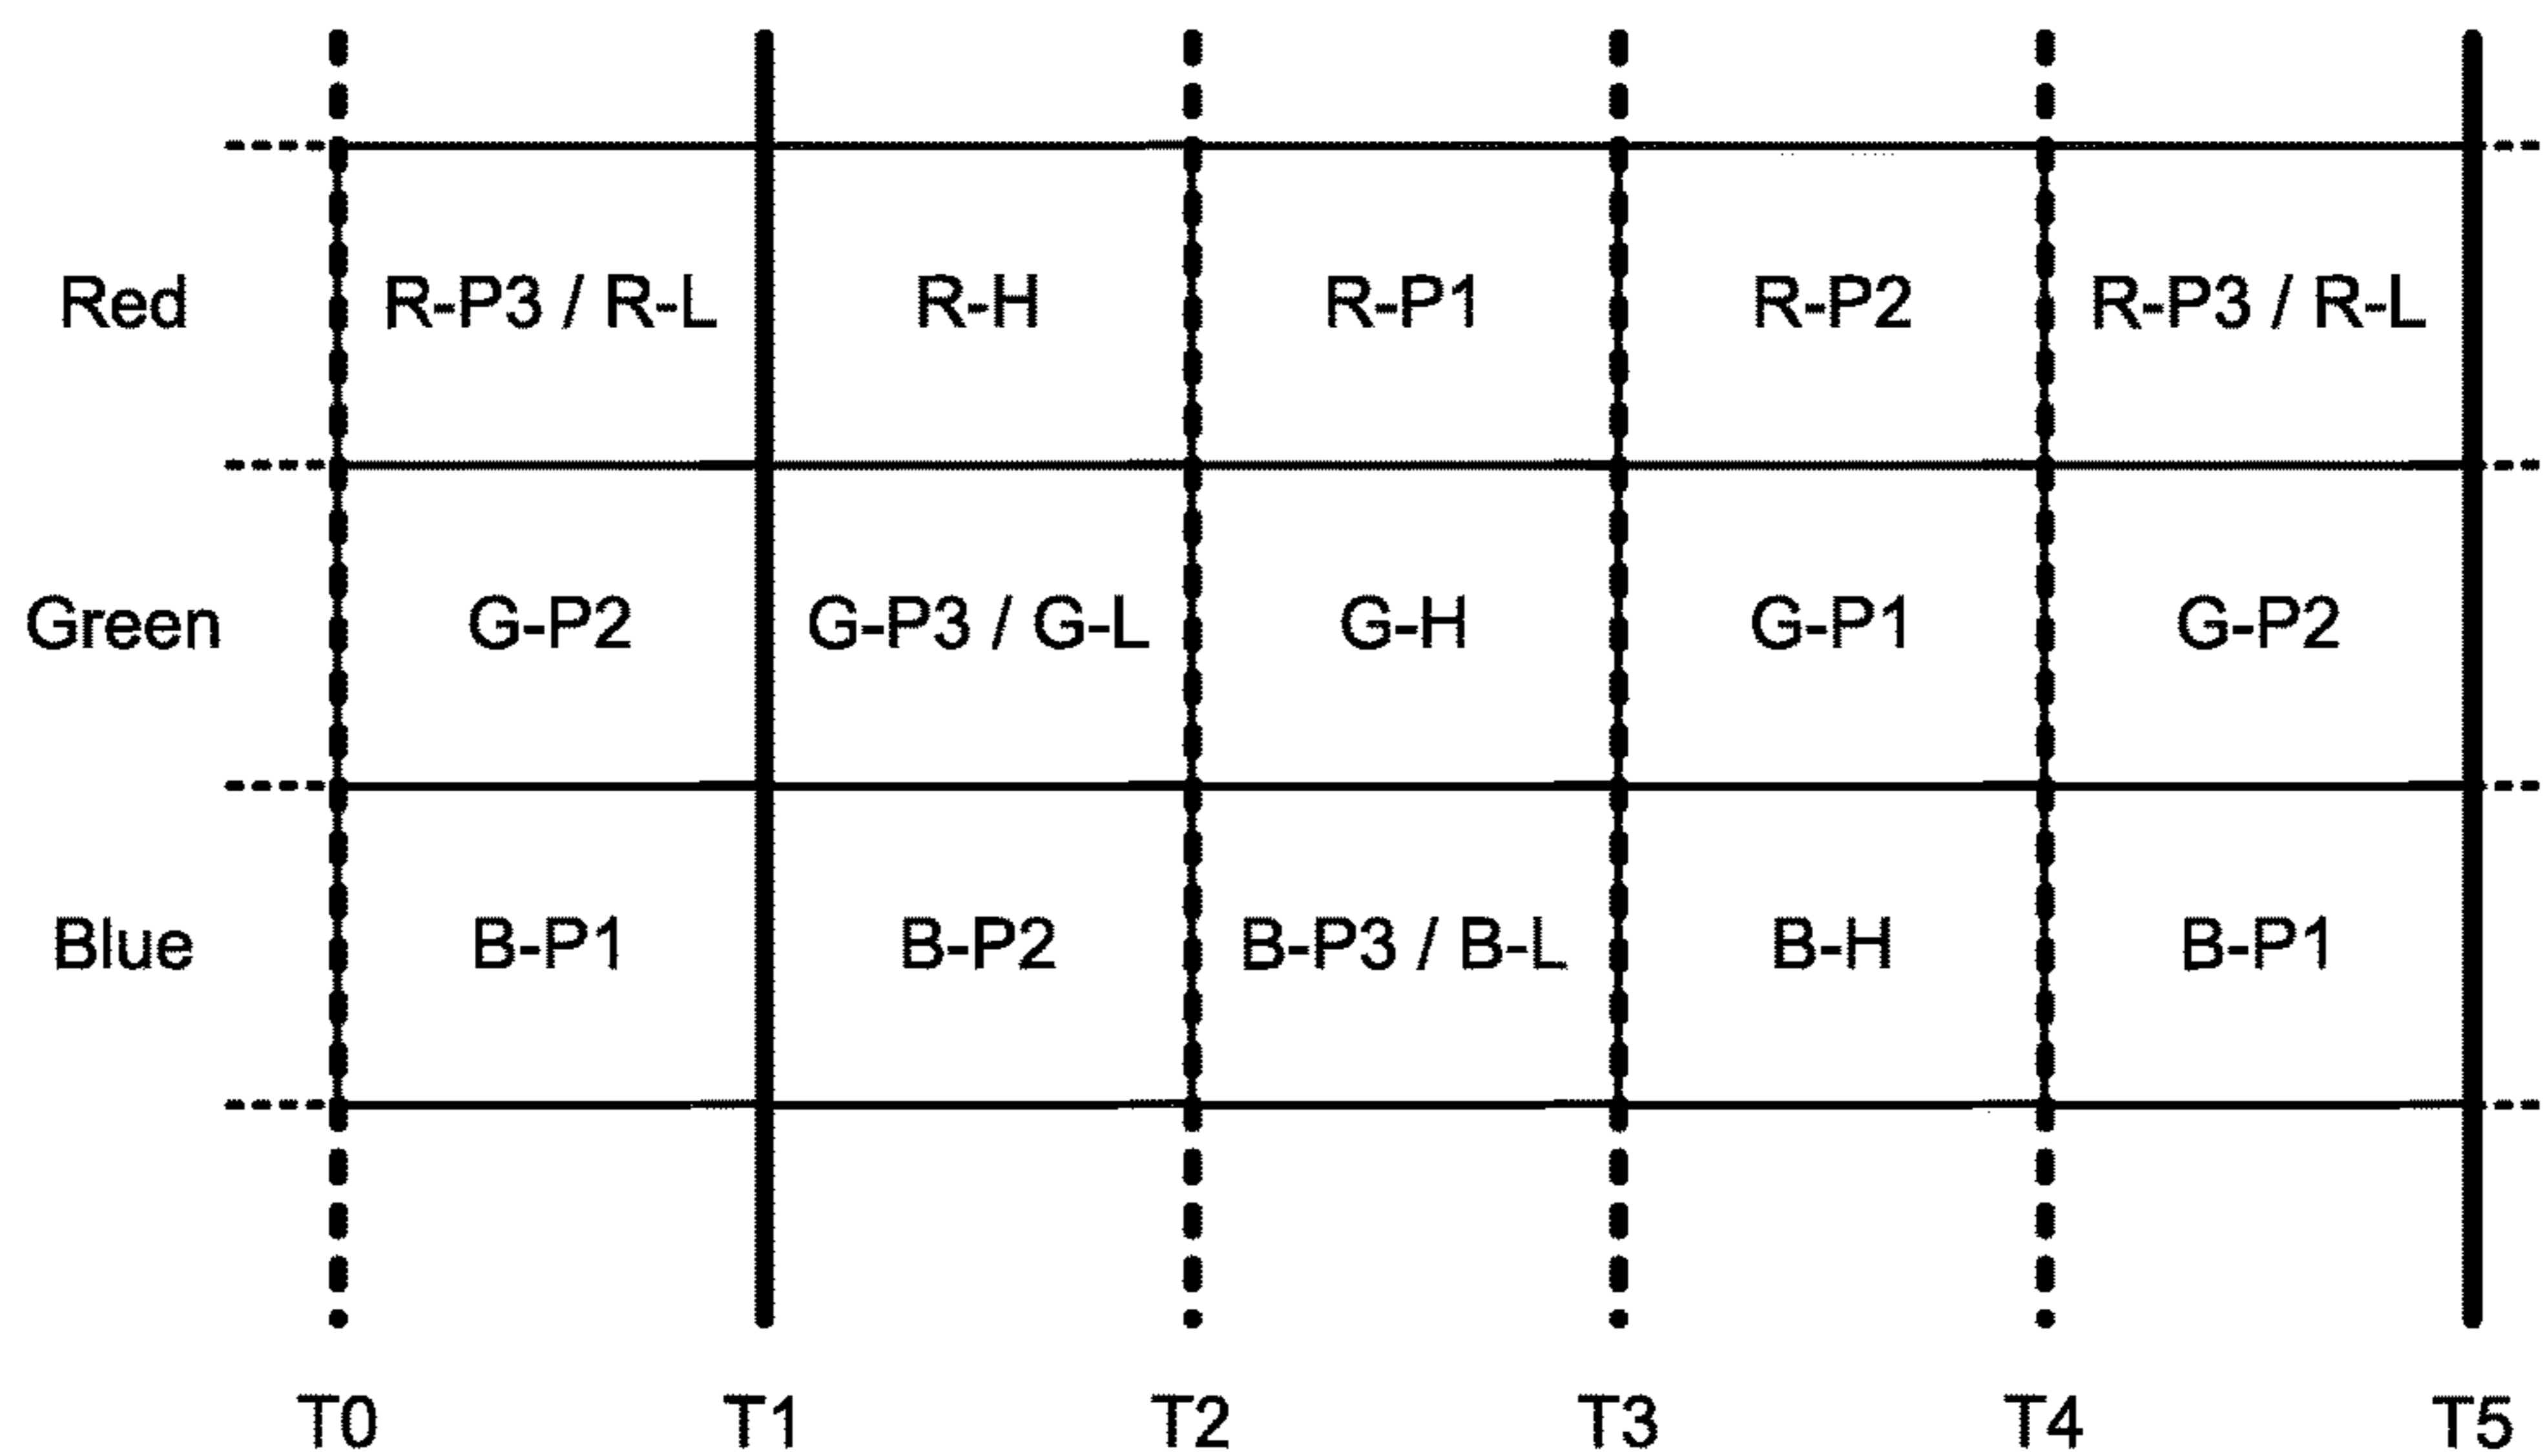 Red R-P3 / R-L R-H R-P1 R-P2 R-P3 / R-L
Green G-P2 G-P3 / G-L G-H G-P1 G-P2
Blue B-P1 B-P2 B-P3 / B-L B-H B-P1
T0 T1 T2 T3 T4 T5